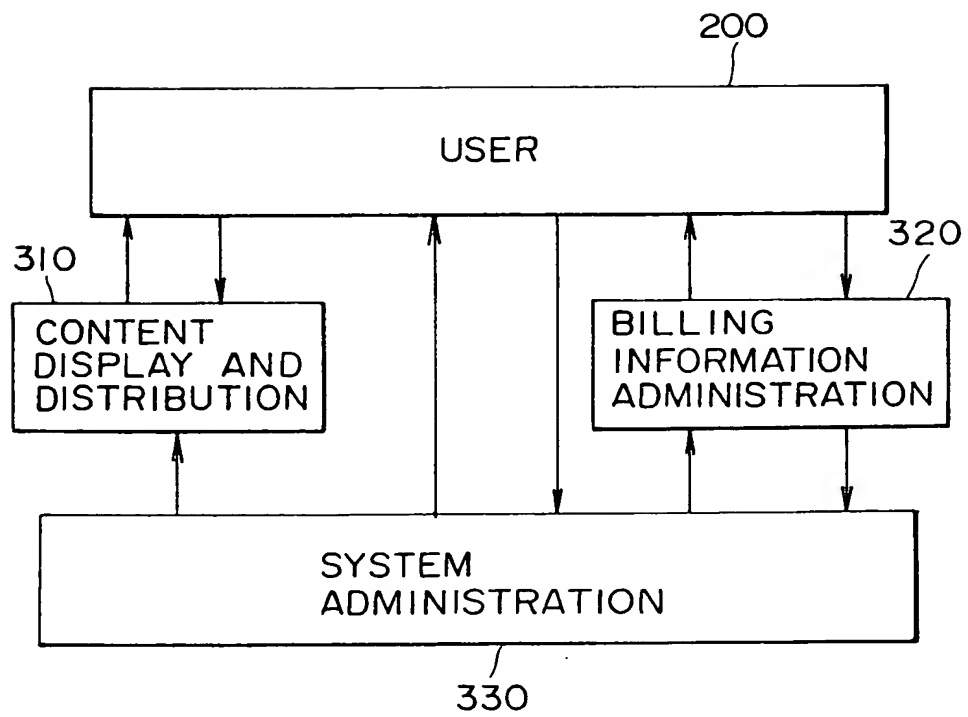 200
USER
310
320
CONTENT
DISPLAY AND
DISTRIBUTION
BILLING
INFORMATION
ADMINISTRATION
SYSTEM
ADMINISTRATION
330